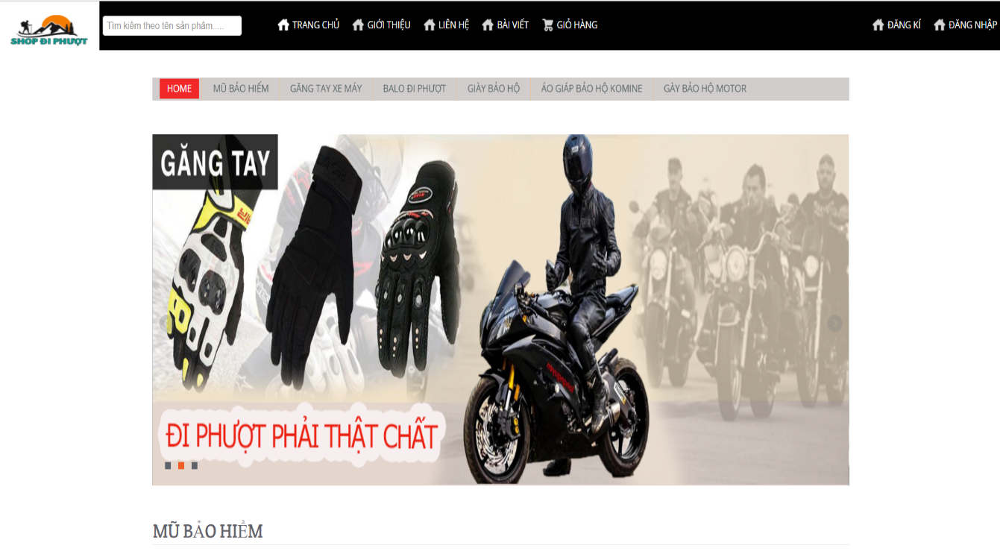 SHOP ĐI PHƯỢT
Tìm kiếm theo tên sản phẩm.....
TRANG CHỦ
GIỚI THIỆU
LIÊN HỆ
BÀI VIẾT
GIỎ HÀNG
ĐĂNG KÍ
ĐĂNG NHẬP
HOME
MŨ BẢO HIỂM
GĂNG TAY XE MÁY
BALO ĐI PHƯỢT
GIÀY BẢO HỘ
ÁO GIÁP BẢO HỘ KOMINE
GÀY BẢO HỘ MOTOR
GĂNG TAY
ĐI PHƯỢT PHẢI THẬT CHẤT
MŨ BẢO HIỂM